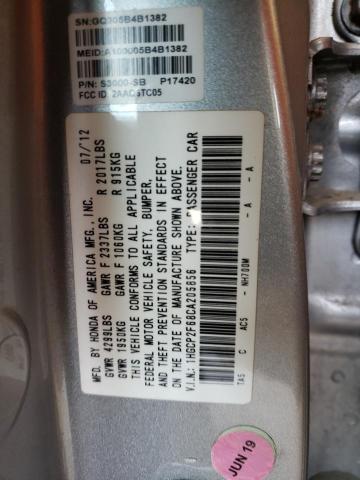 SN:GQ305B4B1382
MEID:A100005B4B1382
P/N: S3000-SB P17420
FCC ID: 2AAC6TC05
MFD. BY HONDA OF AMERICA MFG., INC. 07/'12
GVWR 4299LBS GAWR F 2337LBS R 2017LBS
GVWR 1950KG GAWR F 1060KG R 915KG
THIS VEHICLE CONFORMS TO ALL APPLICABLE
FEDERAL MOTOR VEHICLE SAFETY, BUMPER,
AND THEFT PREVENTION STANDARDS IN EFFECT
ON THE DATE OF MANUFACTURE SHOWN ABOVE.
V.I.N.: 1HGCP2F68CA205856 TYPE: PASSENGER CAR
TA5 C AC5 - NH700M - A - A
JUN 19